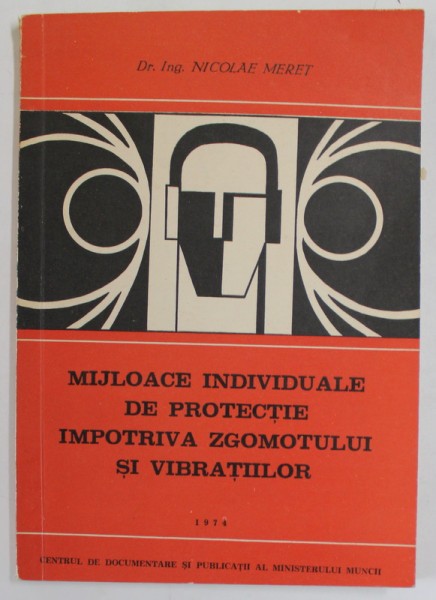 Dr. Ing. NICOLAE MEREȚ
MIJLOACE INDIVIDUALE
DE PROTECȚIE
IMPOTRIVA ZGOMOTULUI
ȘI VIBRAȚIILOR
1974
CENTRUL DE DOCUMENTARE ȘI PUBLICAȚII AL MINISTERULUI MUNCII